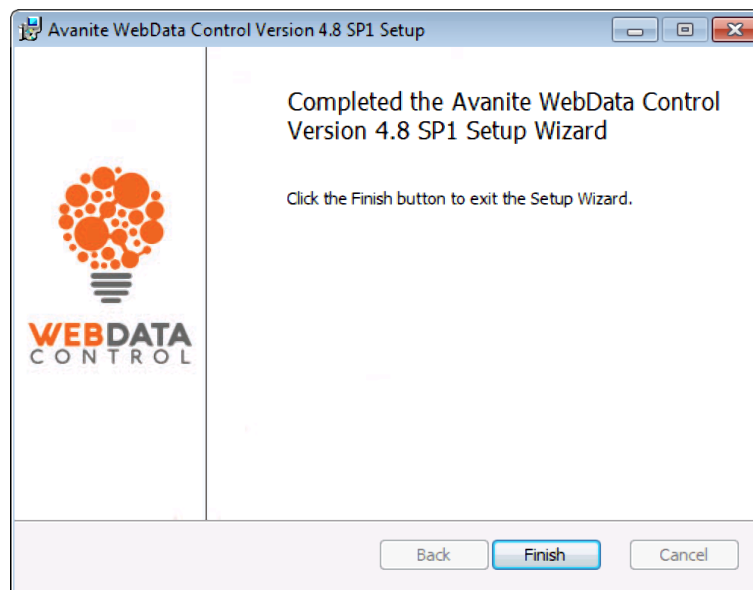 Avanite WebData Control Version 4.8 SP1 Setup
Completed the Avanite WebData Control
Version 4.8 SP1 Setup Wizard
Click the Finish button to exit the Setup Wizard.
WEBDATA
CONTROL
Back
Finish
Cancel